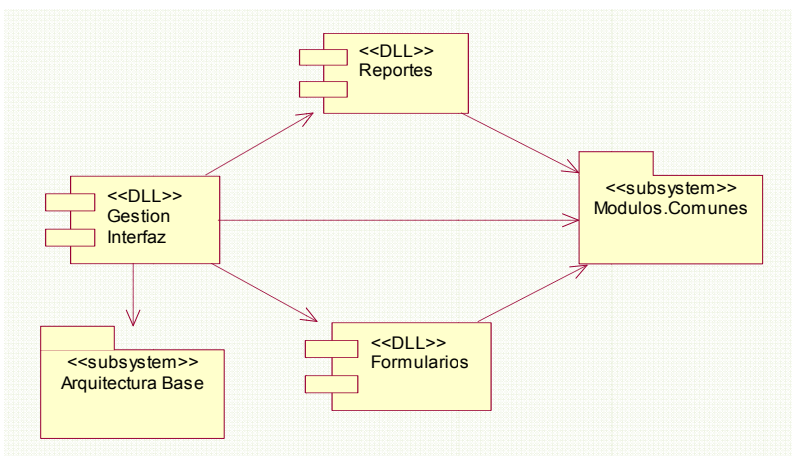 <<DLL>>
Reportes
<<DLL>>
Gestion
Interfaz
<<subsystem>>
Modulos.Comunes
<<DLL>>
Formularios
<<subsystem>>
Arquitectura Base